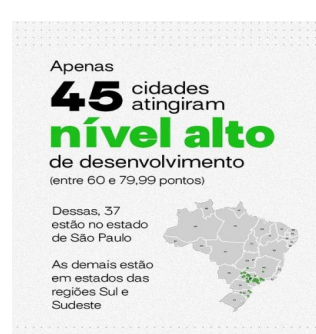 Apenas
45 cidades
atingiram
nível alto
de desenvolvimento
(entre 60 e 79,99 pontos)
Dessas, 37
estão no estado
de São Paulo
As demais estão
em estados das
regiões Sul e
Sudeste